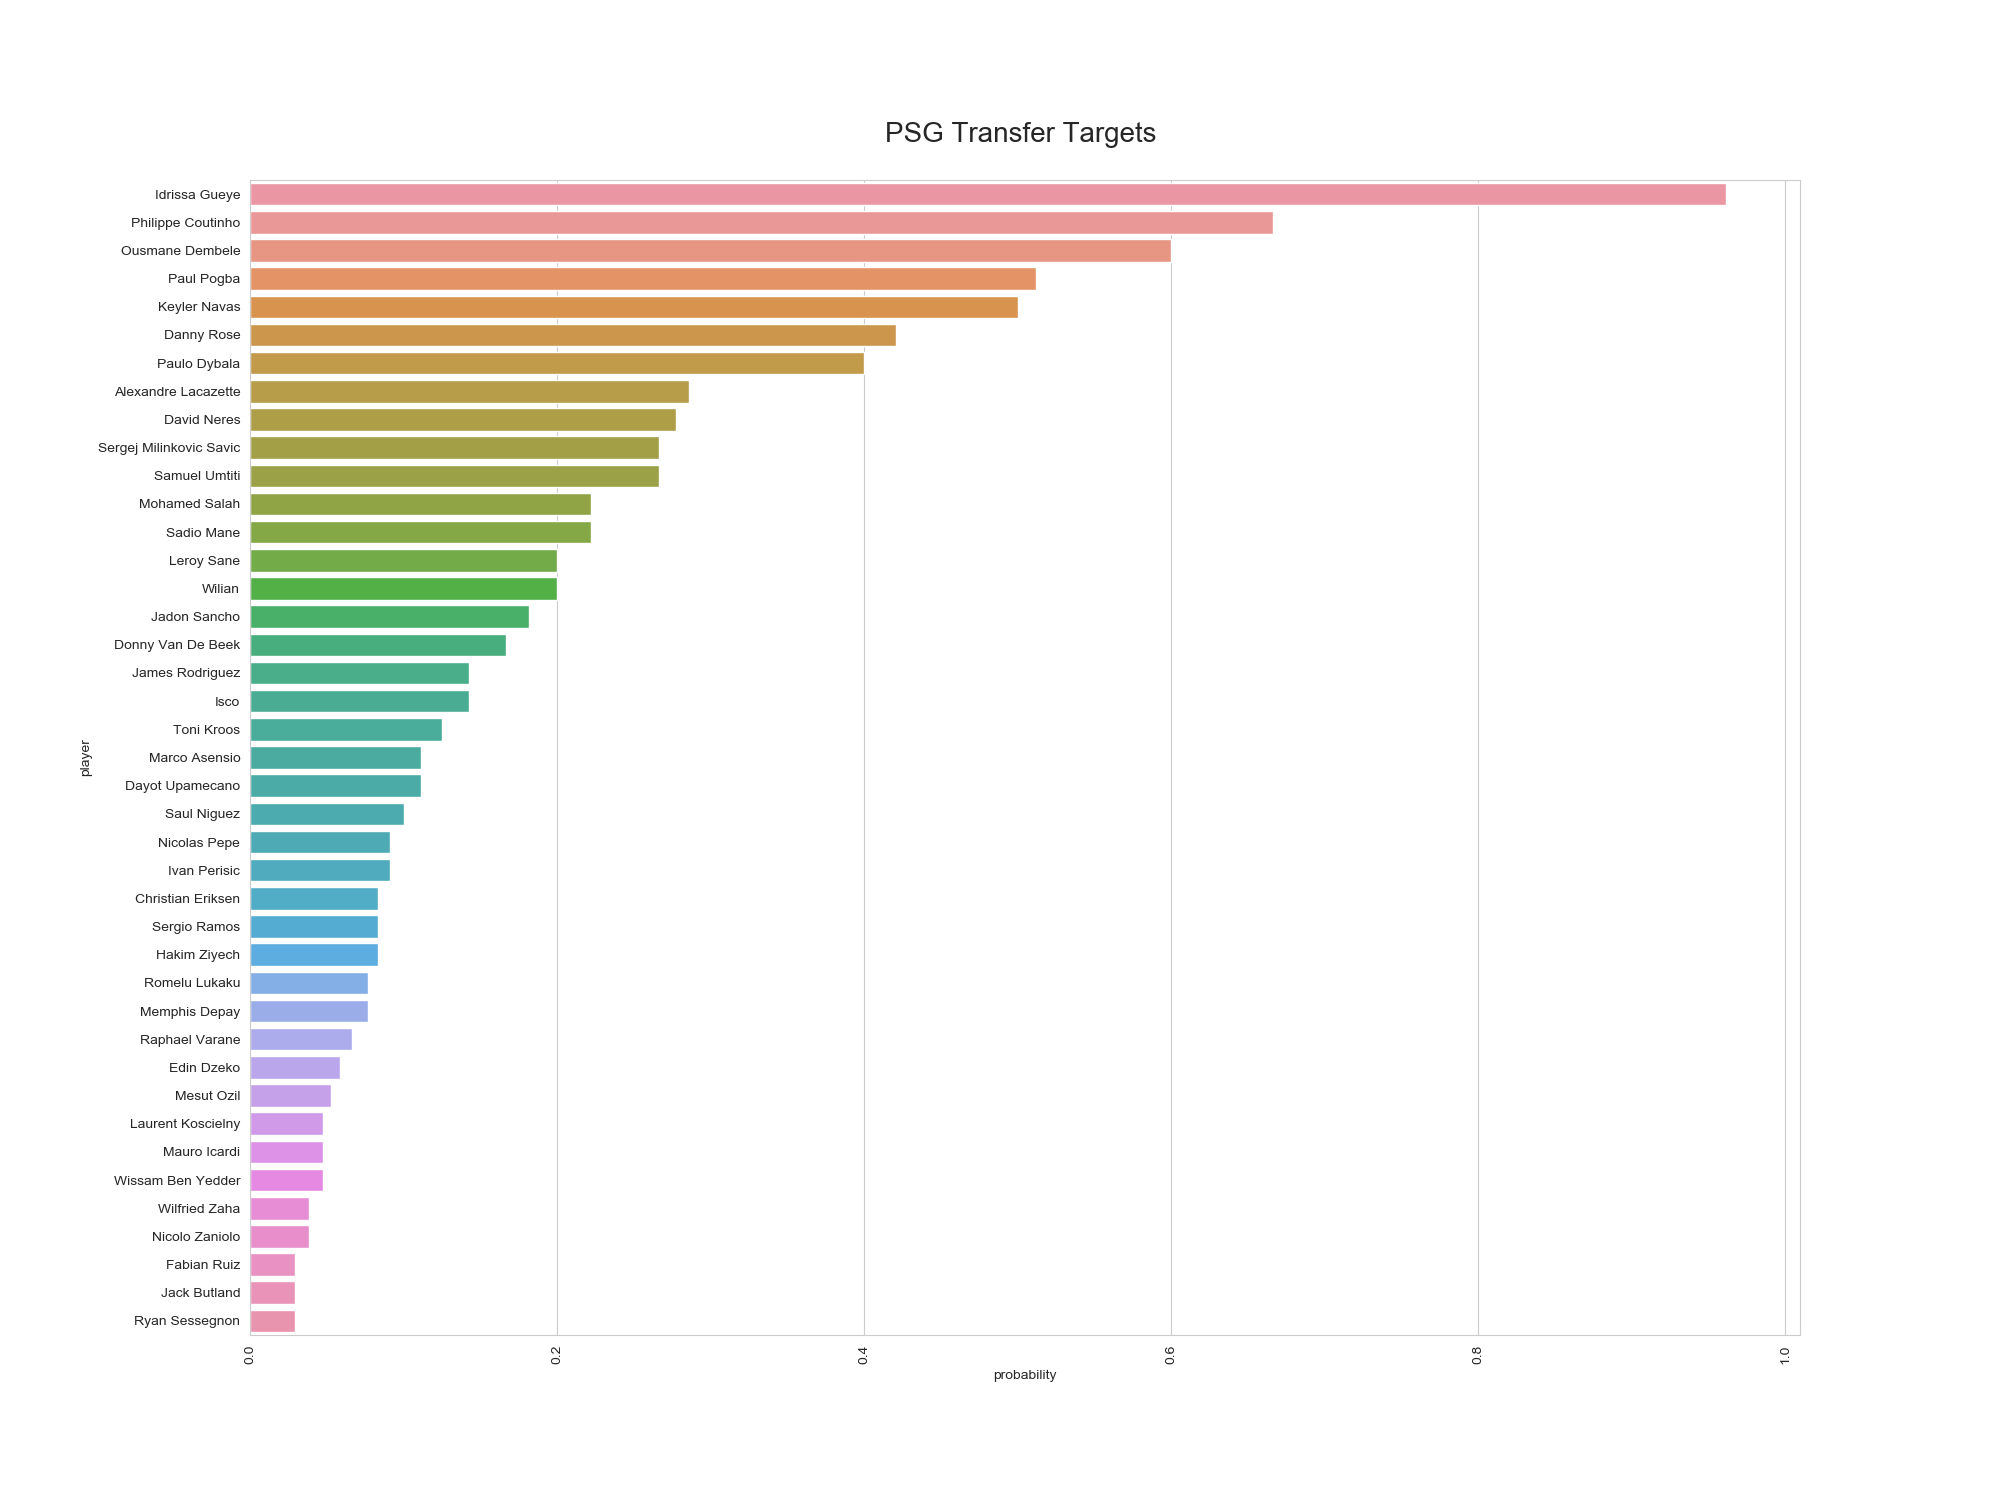 PSG Transfer Targets
Idrissa Gueye
Philippe Coutinho
Ousmane Dembele
Paul Pogba
Keyler Navas
Danny Rose
Paulo Dybala
Alexandre Lacazette
David Neres
Sergej Milinkovic Savic
Samuel Umtiti
Mohamed Salah
Sadio Mane
Leroy Sane
Wilian
Jadon Sancho
Donny Van De Beek
James Rodriguez
Isco
Toni Kroos
Marco Asensio
Dayot Upamecano
Saul Niguez
Nicolas Pepe
Ivan Perisic
Christian Eriksen
Sergio Ramos
Hakim Ziyech
Romelu Lukaku
Memphis Depay
Raphael Varane
Edin Dzeko
Mesut Ozil
Laurent Koscielny
Mauro Icardi
Wissam Ben Yedder
Wilfried Zaha
Nicolo Zaniolo
Fabian Ruiz
Jack Butland
Ryan Sessegnon
player
0.0 0.2 0.4 0.6 0.8 1.0
probability